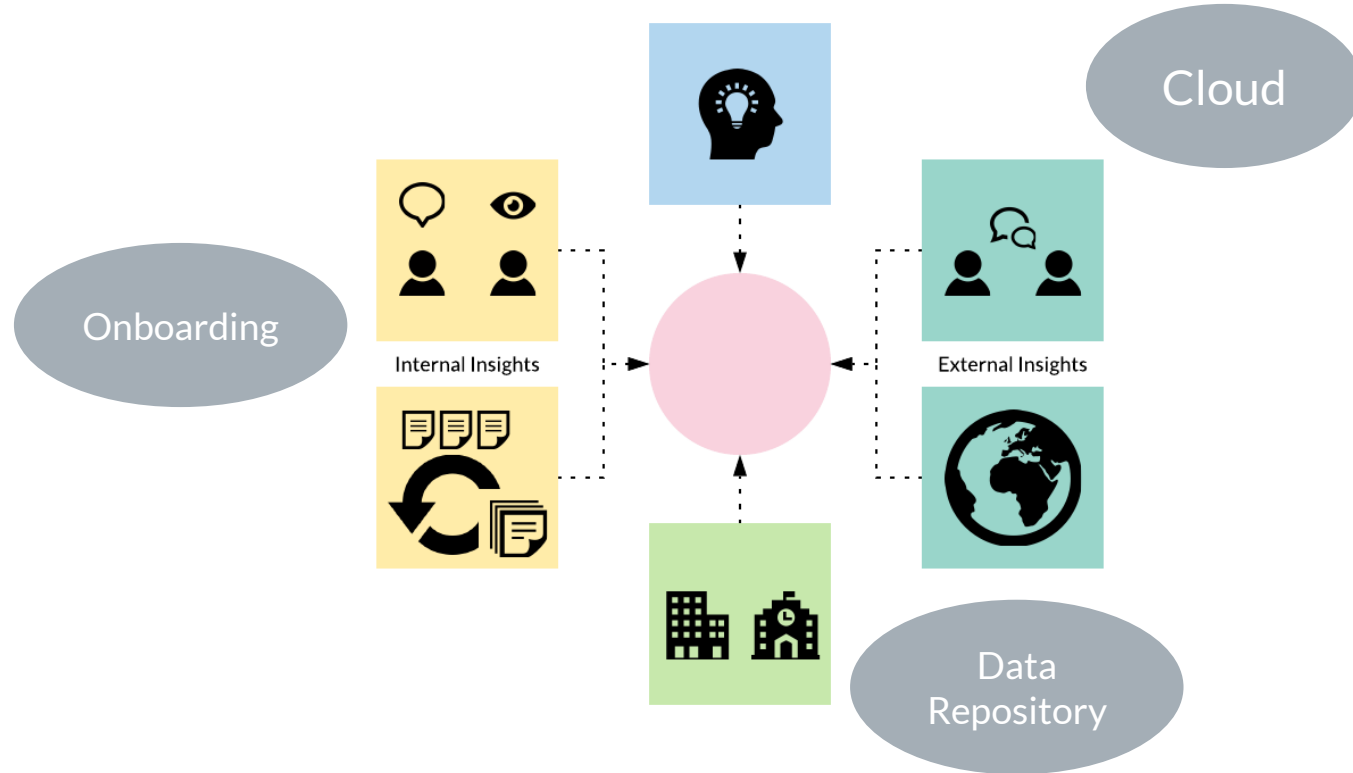 Cloud
Onboarding
Internal Insights
External Insights
Data
Repository